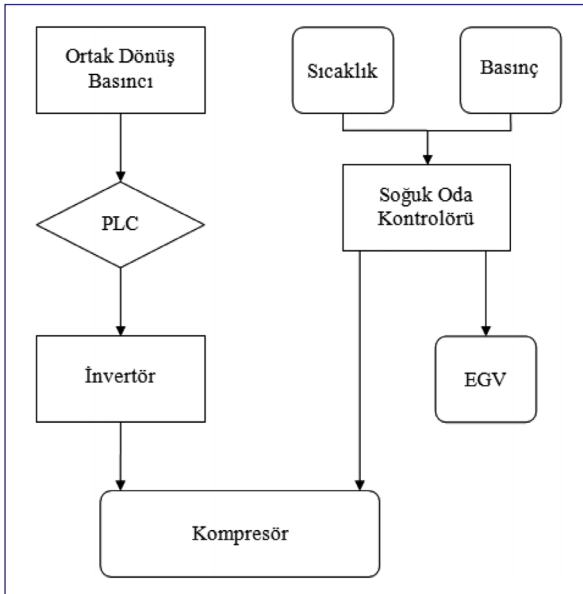 Ortak Dönüş
Basıncı
Sıcaklık
Basınç
PLC
Soğuk Oda
Kontrolörü
İnvertör
EGV
Kompresör